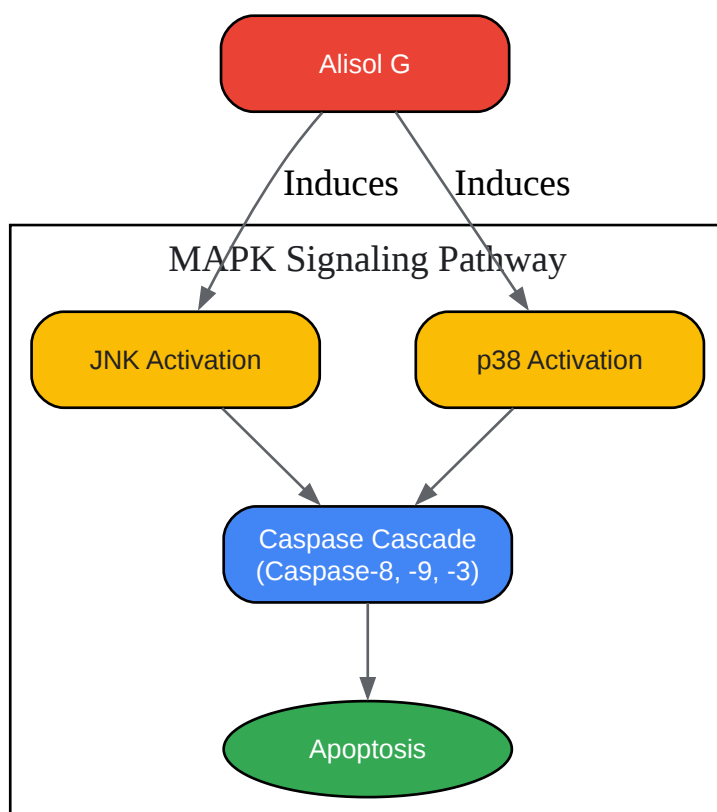 Alisol G
Induces
Induces
MAPK Signaling Pathway
JNK Activation
p38 Activation
Caspase Cascade
(Caspase-8, -9, -3)
Apoptosis